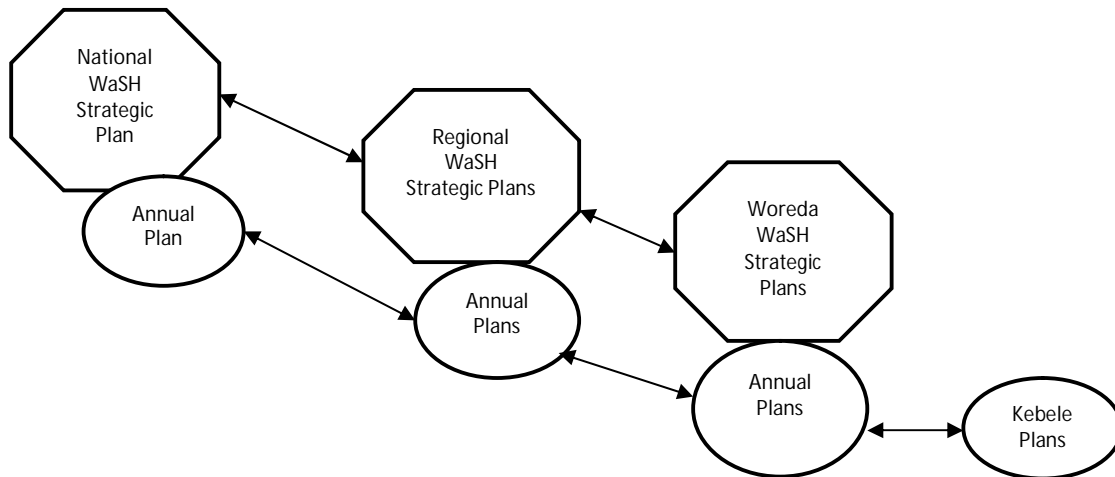 National
WaSH
Strategic
Plan
Annual
Plan
Regional
WaSH
Strategic Plans
Annual
Plans
Woreda
WaSH
Strategic
Plans
Annual
Plans
Kebele
Plans